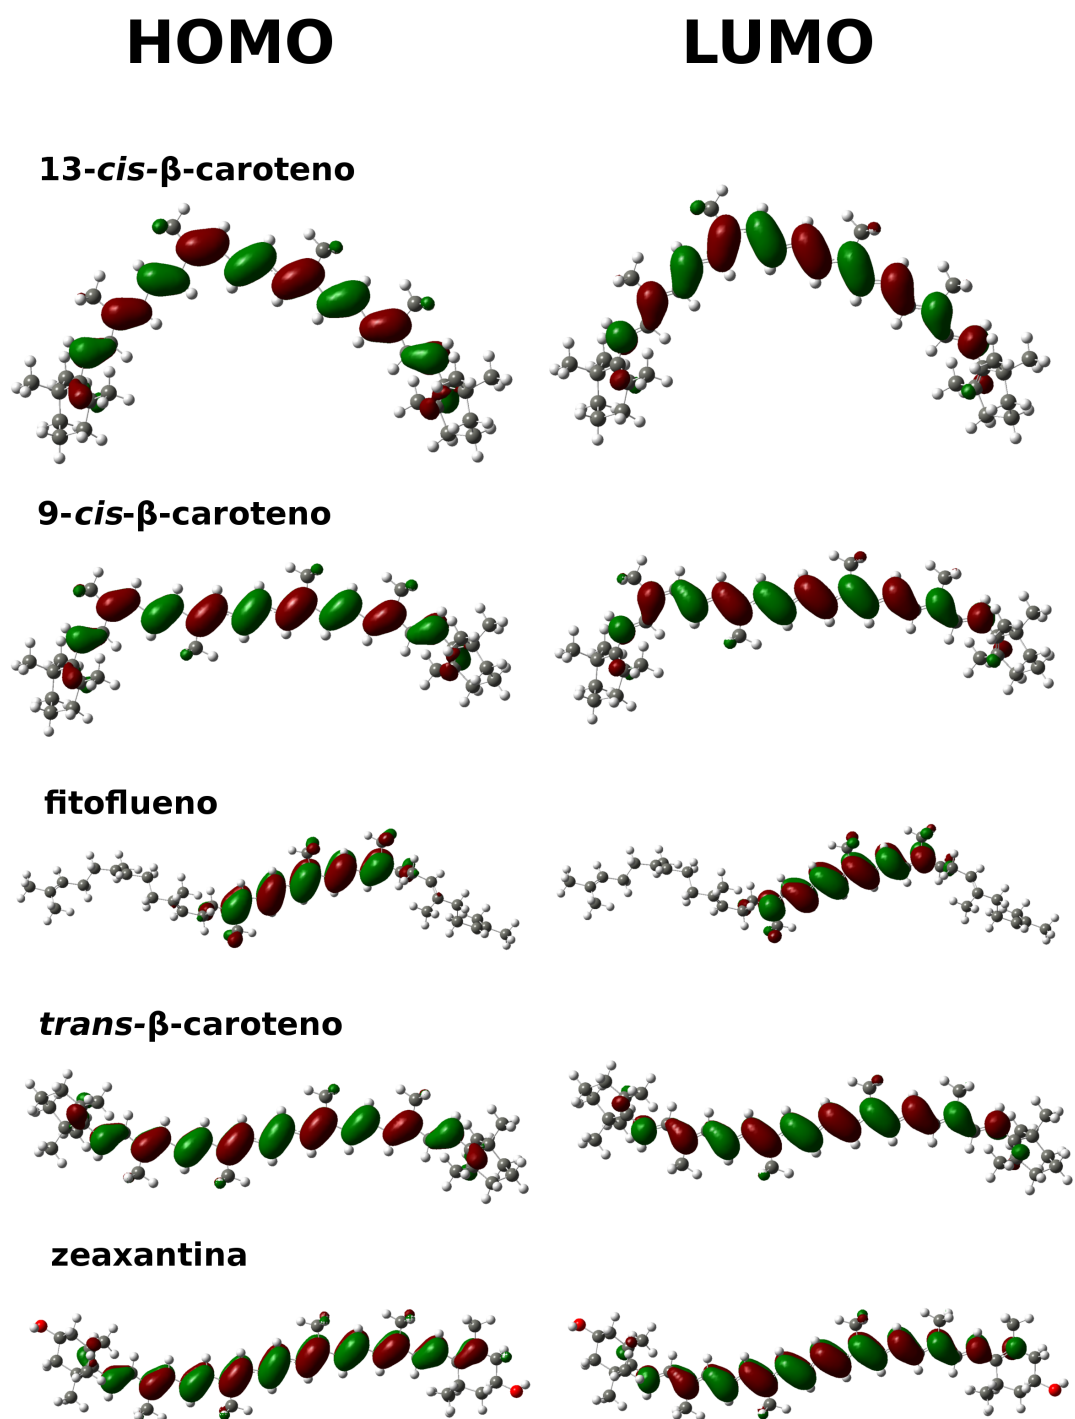 HOMO LUMO
13-cis-β-caroteno
9-cis-β-caroteno
fitoflueno
trans-β-caroteno
zeaxantina